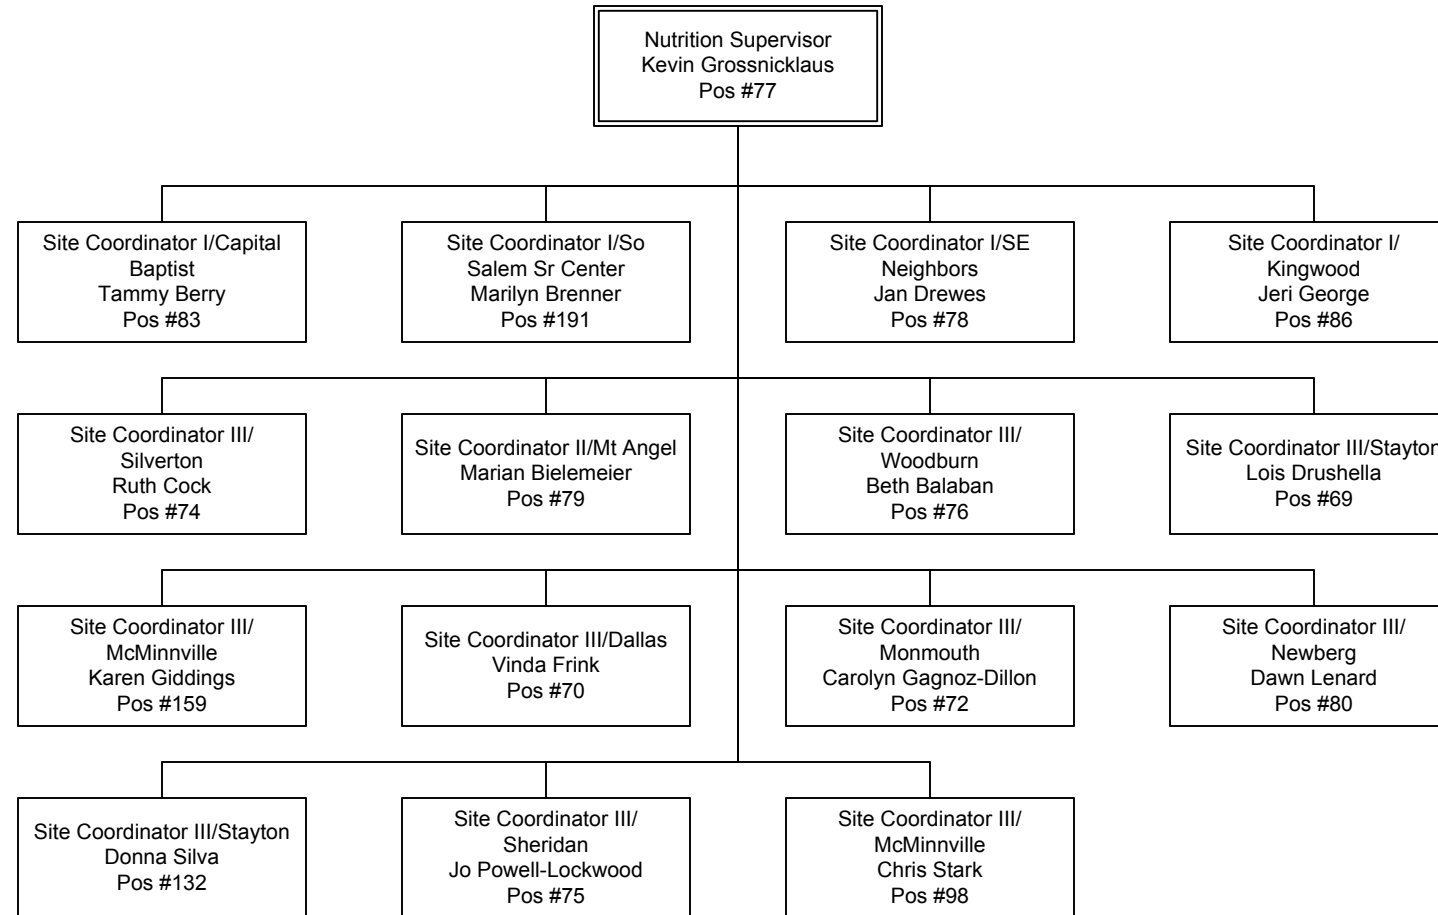 Nutrition Supervisor
Kevin Grossnicklaus
Pos #77
Site Coordinator I/Capital
Baptist
Tammy Berry
Pos #83
Site Coordinator I/So
Salem Sr Center
Marilyn Brenner
Pos #191
Site Coordinator I/SE
Neighbors
Jan Drewes
Pos #78
Site Coordinator I/
Kingwood
Jeri George
Pos #86
Site Coordinator III/
Silverton
Ruth Cock
Pos #74
Site Coordinator II/Mt Angel
Marian Bielemeier
Pos #79
Site Coordinator III/
Woodburn
Beth Balaban
Pos #76
Site Coordinator III/Stayton
Lois Drushella
Pos #69
Site Coordinator III/
McMinnville
Karen Giddings
Pos #159
Site Coordinator III/Dallas
Vinda Frink
Pos #70
Site Coordinator III/
Monmouth
Carolyn Gagnoz-Dillon
Pos #72
Site Coordinator III/
Newberg
Dawn Lenard
Pos #80
Site Coordinator III/Stayton
Donna Silva
Pos #132
Site Coordinator III/
Sheridan
Jo Powell-Lockwood
Pos #75
Site Coordinator III/
McMinnville
Chris Stark
Pos #98